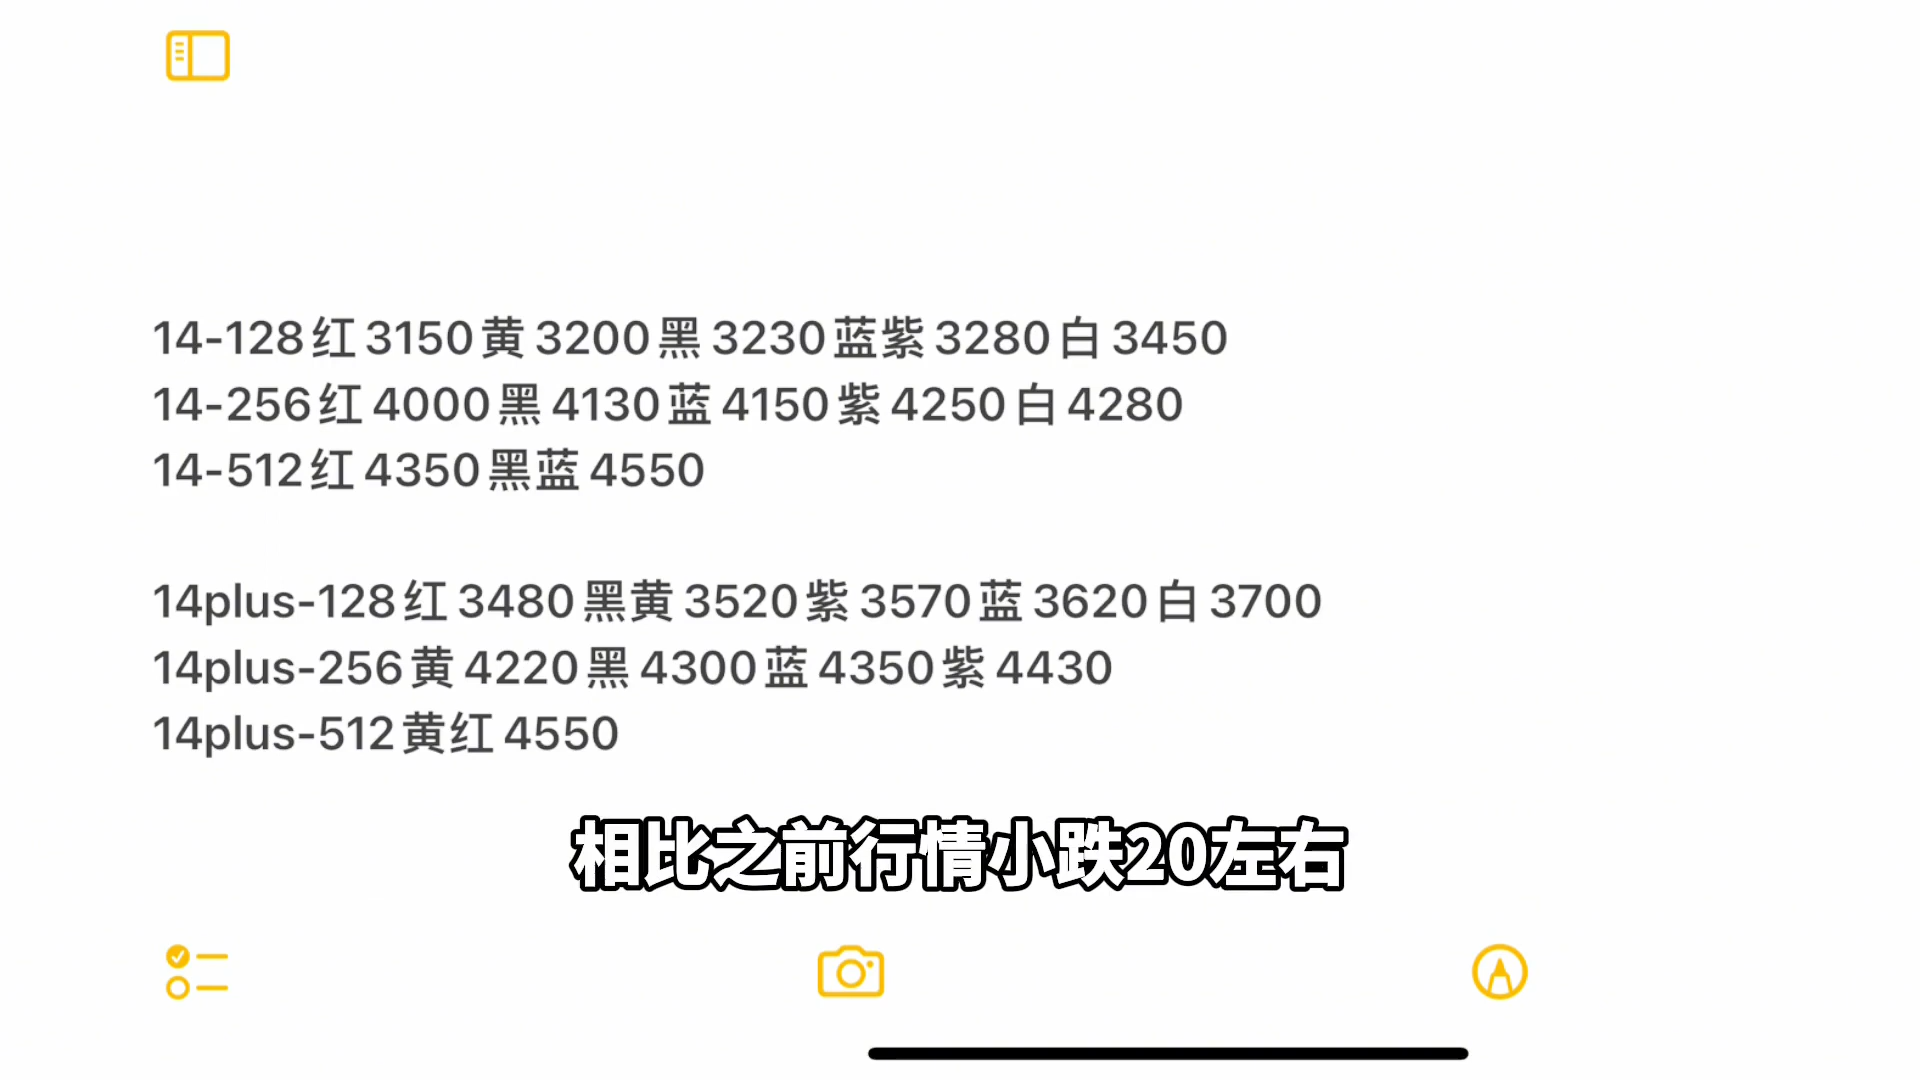 14-128红3150黄3200黑3230蓝紫3280白3450
14-256红4000黑4130蓝4150紫4250白4280
14-512红4350黑蓝4550
14plus-128红3480黑黄3520紫3570蓝3620白3700
14plus-256黄4220黑4300蓝4350紫4430
14plus-512黄红4550
相比之前行情小跌20左右